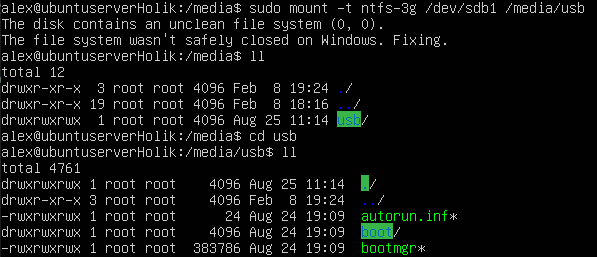 alex@ubuntuserverHolik:/media$ sudo mount -t ntfs-3g /dev/sdb1 /media/usb
The disk contains an unclean file system (0, 0).
The file system wasn't safely closed on Windows. Fixing.
alex@ubuntuserverHolik:/media$ ll
total 12
drwxr-xr-x  3 root root 4096 Feb  8 19:24 ./
drwxr-xr-x 19 root root 4096 Feb  8 18:16 ../
drwxrwxrwx  1 root root 4096 Aug 25 11:14 usb/
alex@ubuntuserverHolik:/media$ cd usb
alex@ubuntuserverHolik:/media/usb$ ll
total 4761
drwxrwxrwx 1 root root   4096 Aug 25 11:14 ./
drwxr-xr-x 3 root root   4096 Feb  8 19:24 ../
-rwxrwxrwx 1 root root     24 Aug 24 19:09 autorun.inf*
drwxrwxrwx 1 root root   4096 Aug 24 19:09 boot/
-rwxrwxrwx 1 root root 383786 Aug 24 19:09 bootmgr*